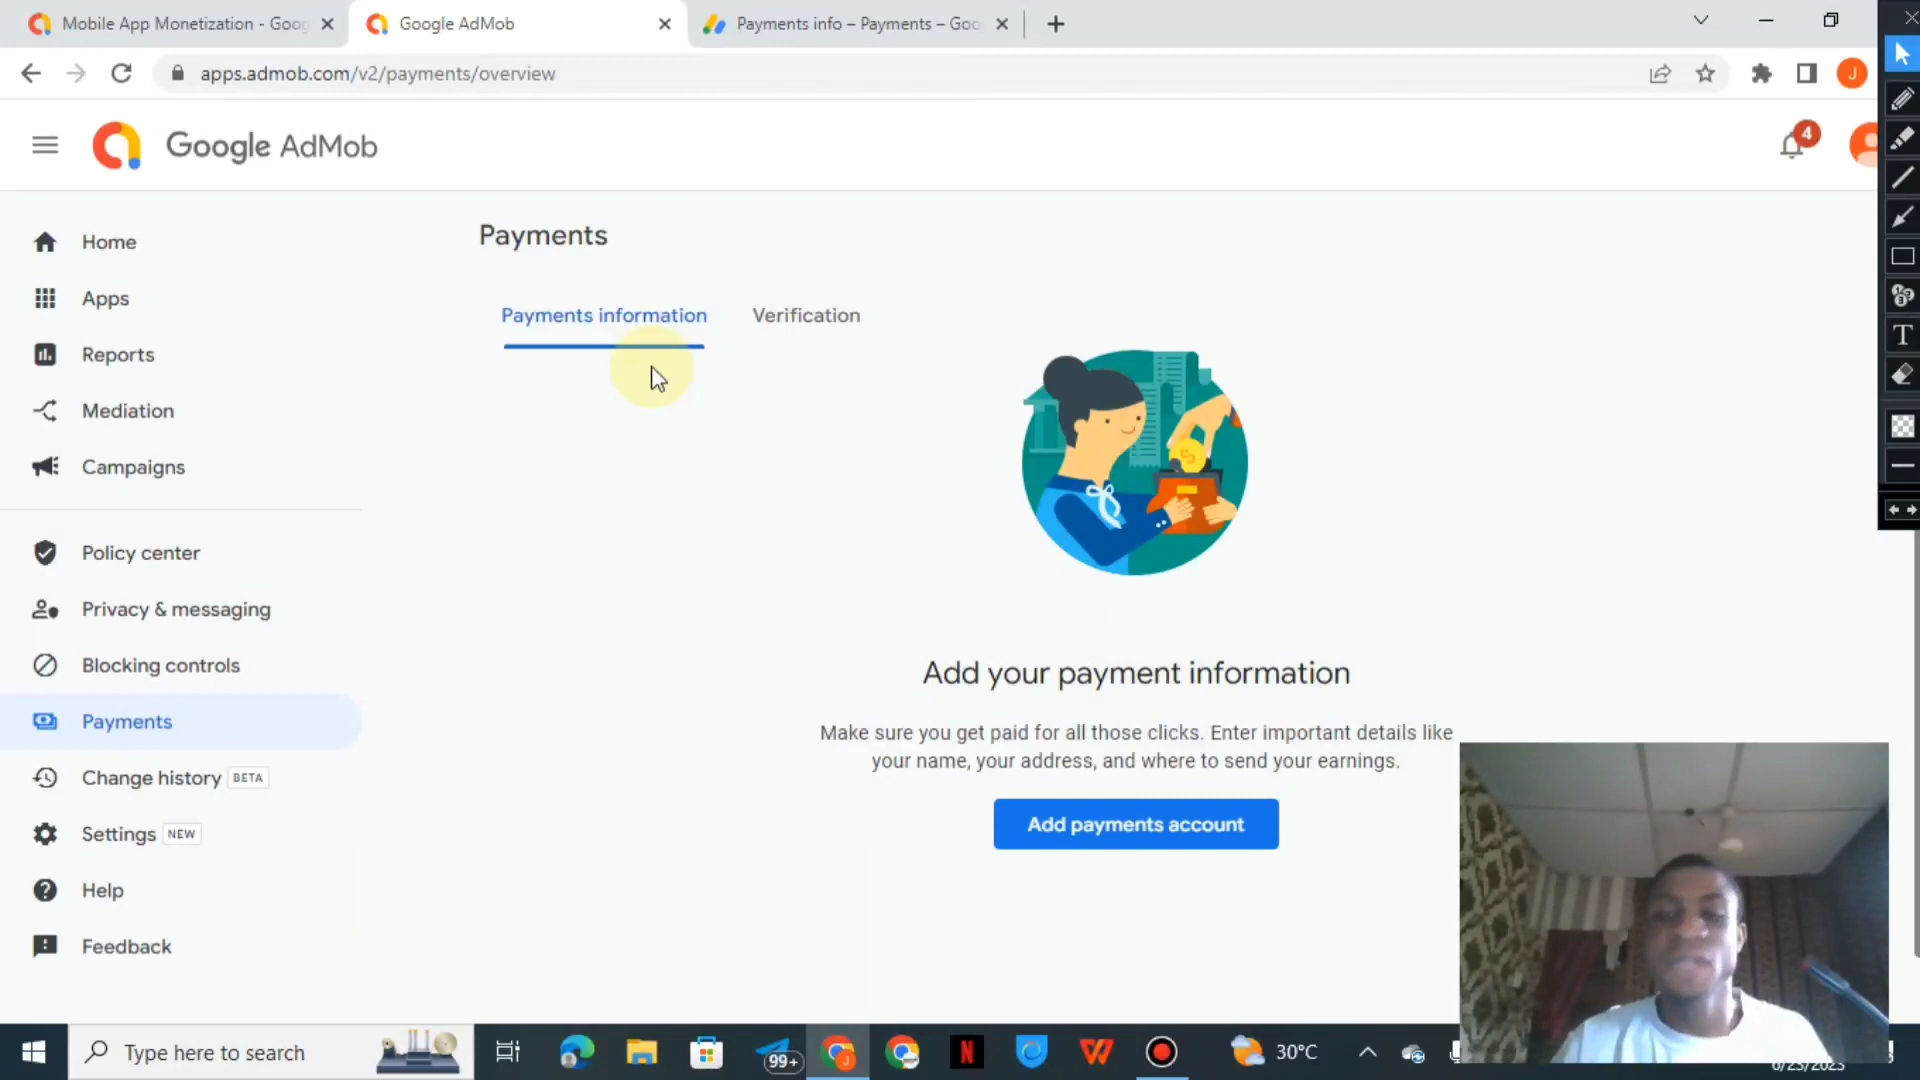 Mobile App Monetization - Goog
Google AdMob
Payments info – Payments – Goo
apps.admob.com/v2/payments/overview
J
Google AdMob
4
Home
Apps
Reports
Mediation
Campaigns
Policy center
Privacy & messaging
Blocking controls
Payments
Change history BETA
Settings NEW
Help
Feedback
Payments
Payments information
Verification
Add your payment information
Make sure you get paid for all those clicks. Enter important details like
your name, your address, and where to send your earnings.
Add payments account
T
Type here to search
99+
30°C
6/23/2023